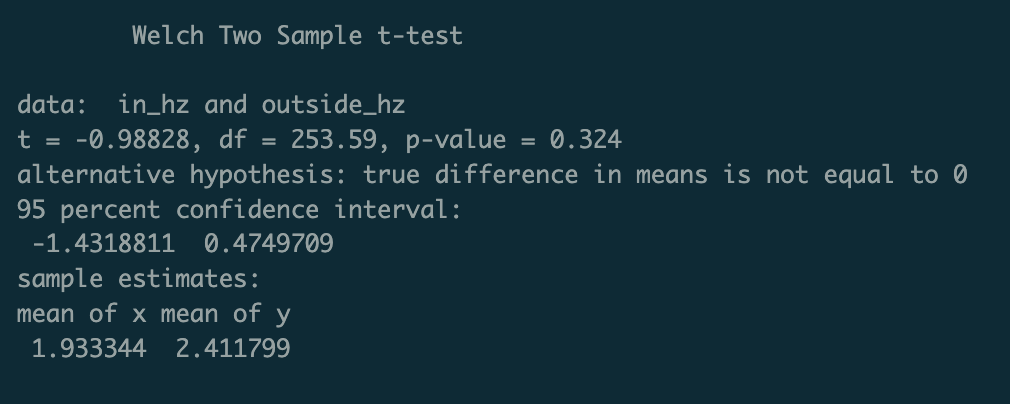 Welch Two Sample t-test
data:  in_hz and outside_hz
t = -0.98828, df = 253.59, p-value = 0.324
alternative hypothesis: true difference in means is not equal to 0
95 percent confidence interval:
 -1.4318811  0.4749709
sample estimates:
mean of x mean of y
 1.933344  2.411799